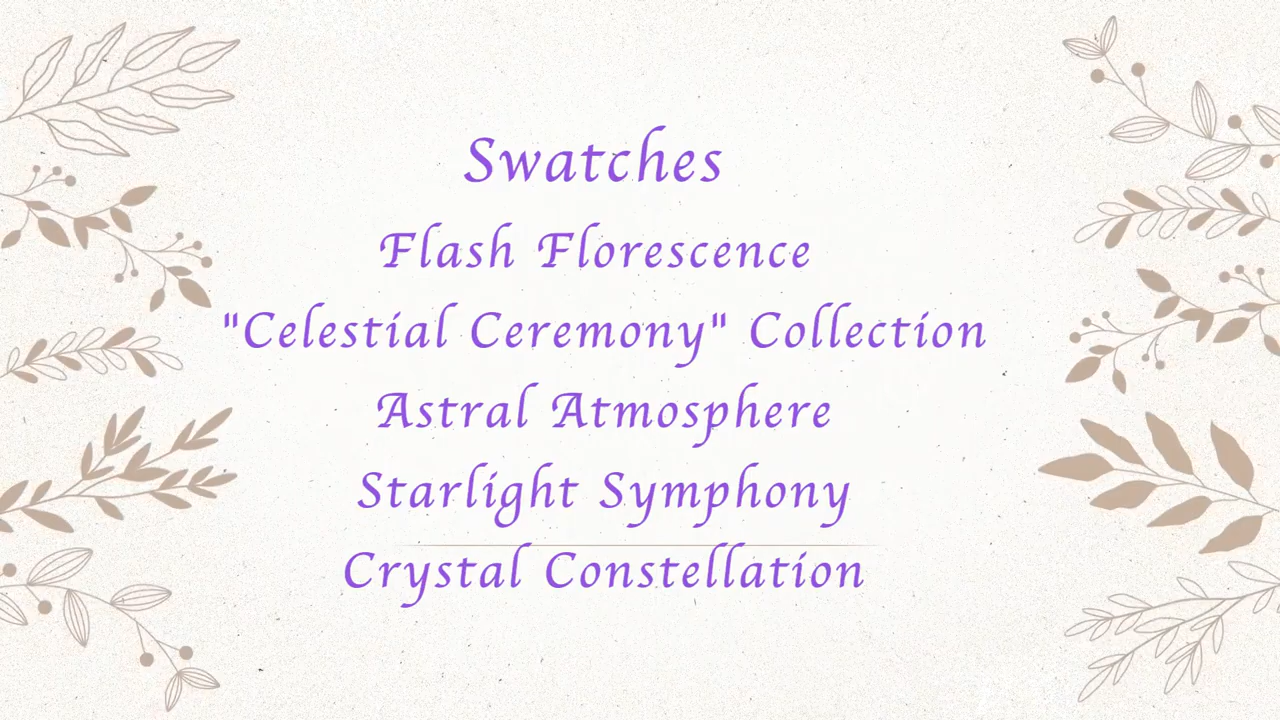 Swatches
Flash Florescence
"Celestial Ceremony" Collection
Astral Atmosphere
Starlight Symphony
Crystal Constellation